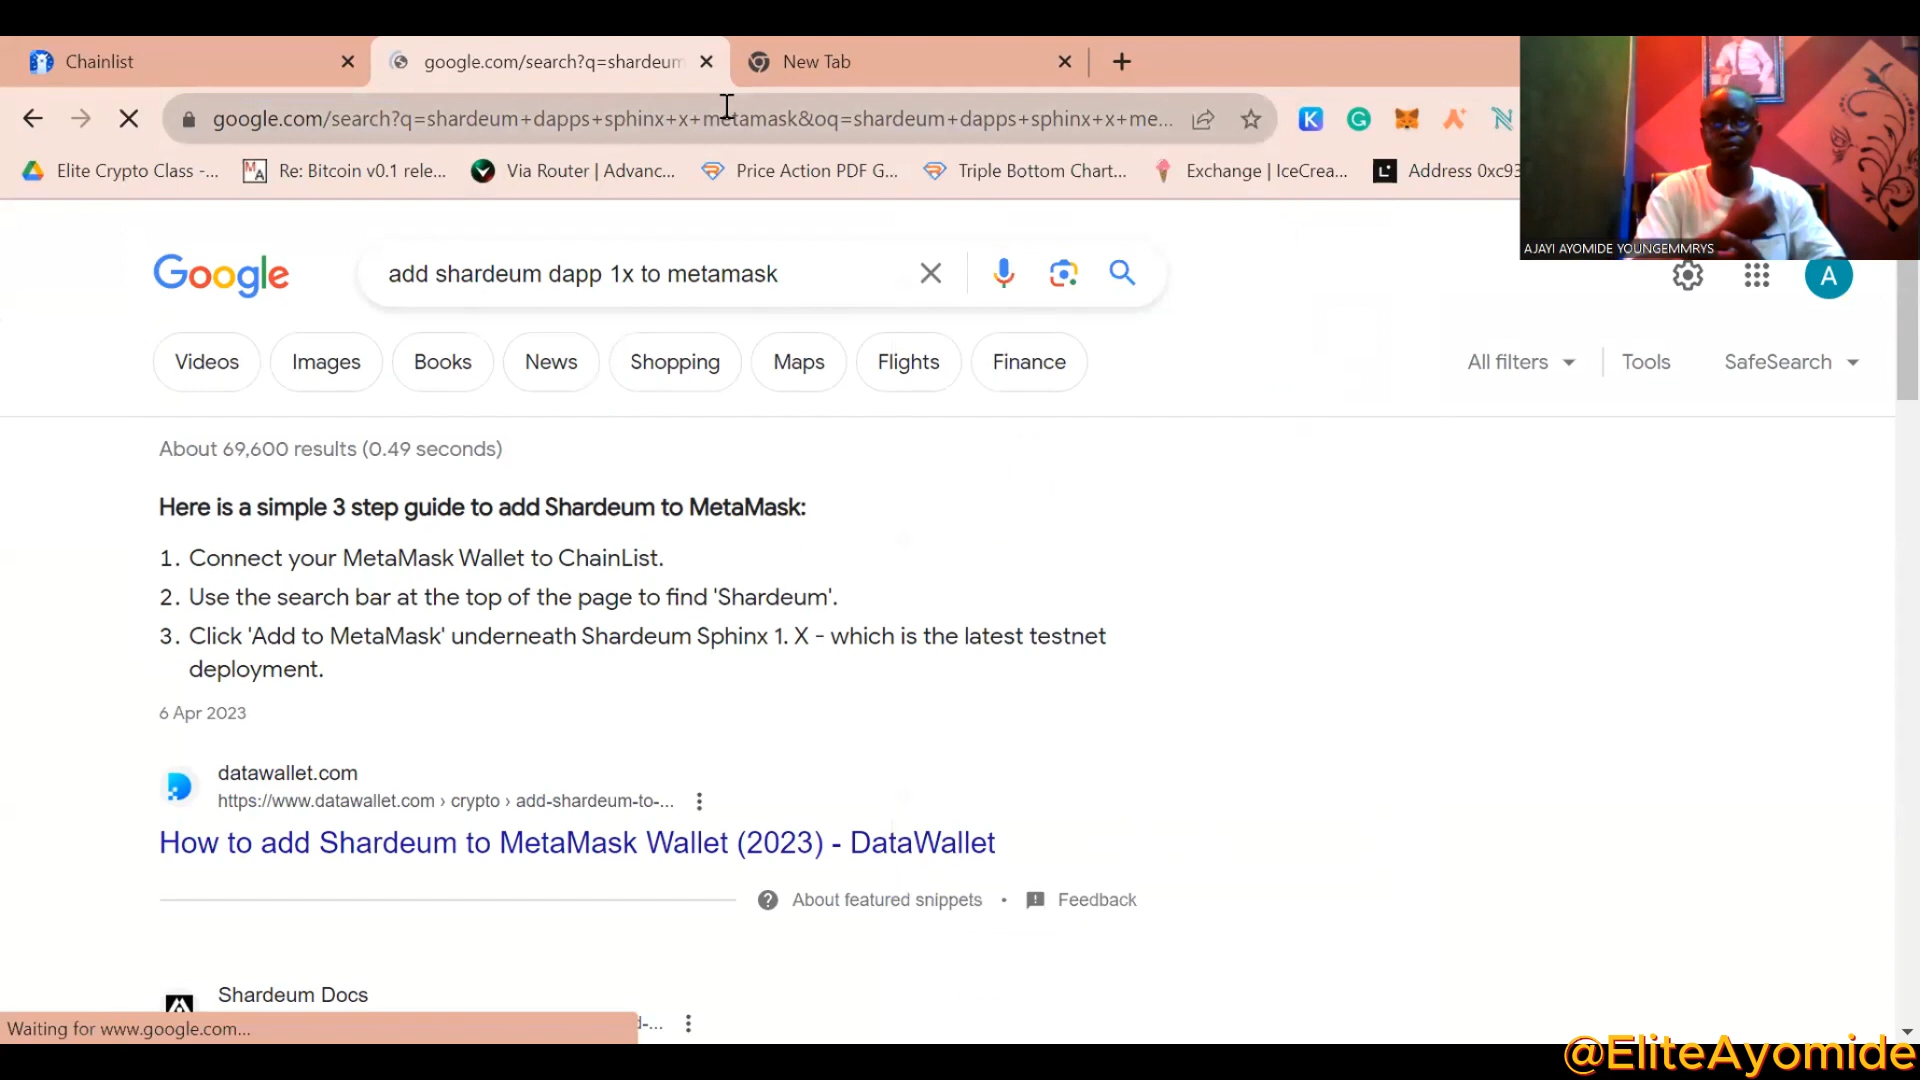 Chainlist
google.com/search?q=shardeum
New Tab
google.com/search?q=shardeum+dapps+sphinx+x+metamask&oq=shardeum+dapps+sphinx+x+me...
Elite Crypto Class -...
Re: Bitcoin v0.1 rele...
Via Router | Advanc...
Price Action PDF G...
Triple Bottom Chart...
Exchange | IceCrea...
Address 0xc93
AJAYI AYOMIDE YOUNGEMMRYS
Google
add shardeum dapp 1x to metamask
A
Videos
Images
Books
News
Shopping
Maps
Flights
Finance
All filters
Tools
SafeSearch
About 69,600 results (0.49 seconds)
Here is a simple 3 step guide to add Shardeum to MetaMask:
1. Connect your MetaMask Wallet to ChainList.
2. Use the search bar at the top of the page to find 'Shardeum'.
3. Click 'Add to MetaMask' underneath Shardeum Sphinx 1. X - which is the latest testnet
deployment.
6 Apr 2023
datawallet.com
https://www.datawallet.com › crypto › add-shardeum-to-...
How to add Shardeum to MetaMask Wallet (2023) - DataWallet
About featured snippets • Feedback
Shardeum Docs
d-...
Waiting for www.google.com...
@EliteAyomide